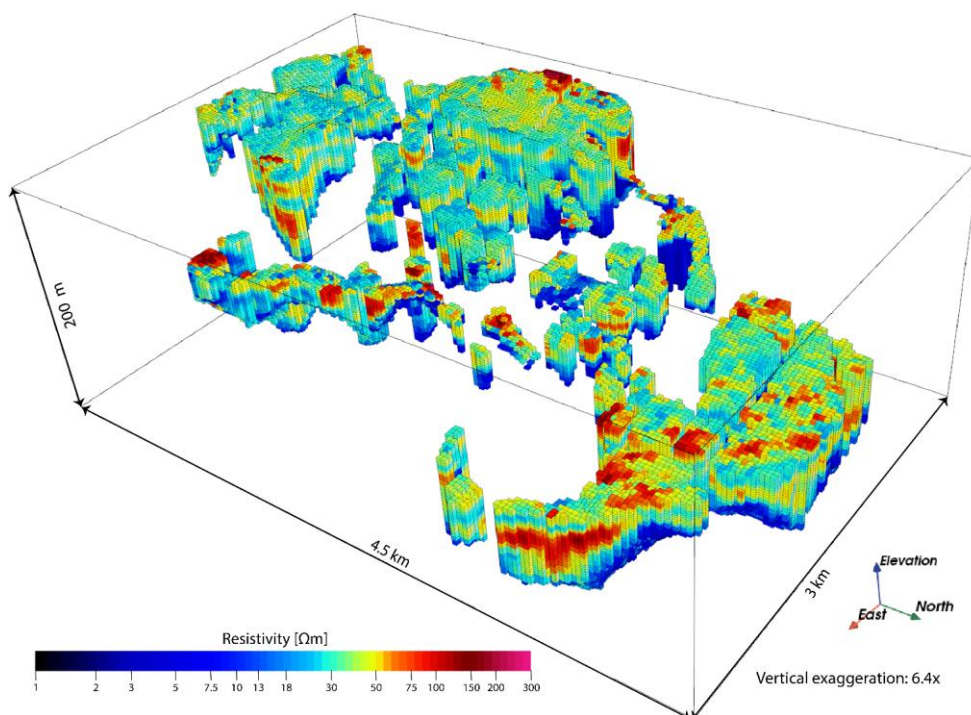 200 m
4.5 km
3 km
Elevation
East
North
Resistivity [Ωm]
1 2 3 5 7.5 10 13 18 30 50 75 100 150 200 300
Vertical exaggeration: 6.4x